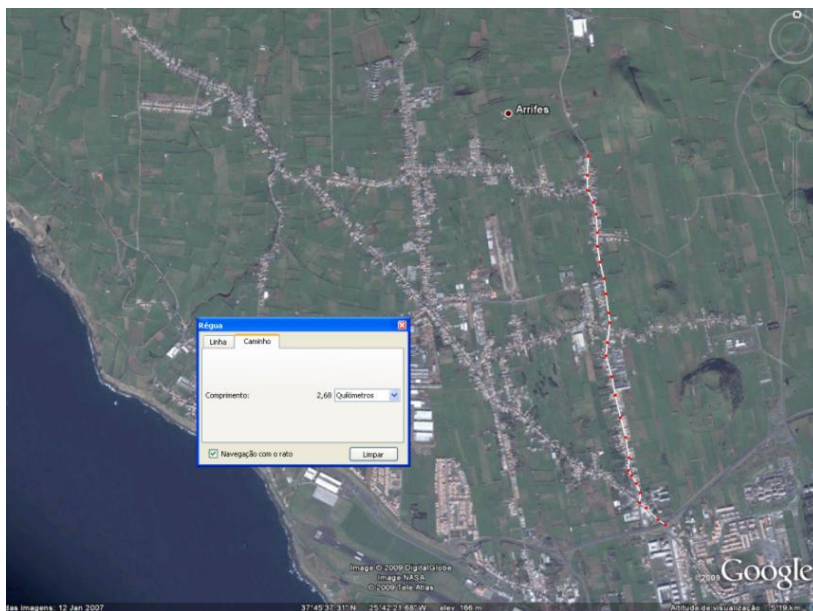 N
Arrifes
Régua
Linha
Caminho
Comprimento:
2,68
Quilómetros
Navegação com o rato
Limpar
Image © 2009 DigitalGlobe
Image NASA
© 2009 Tele Atlas
©2009 Google
das imagens: 12 Jan 2007
37°45'37.31" N 25°42'21.68" W elev. 166 m
Altitude de visualização 5.19 km